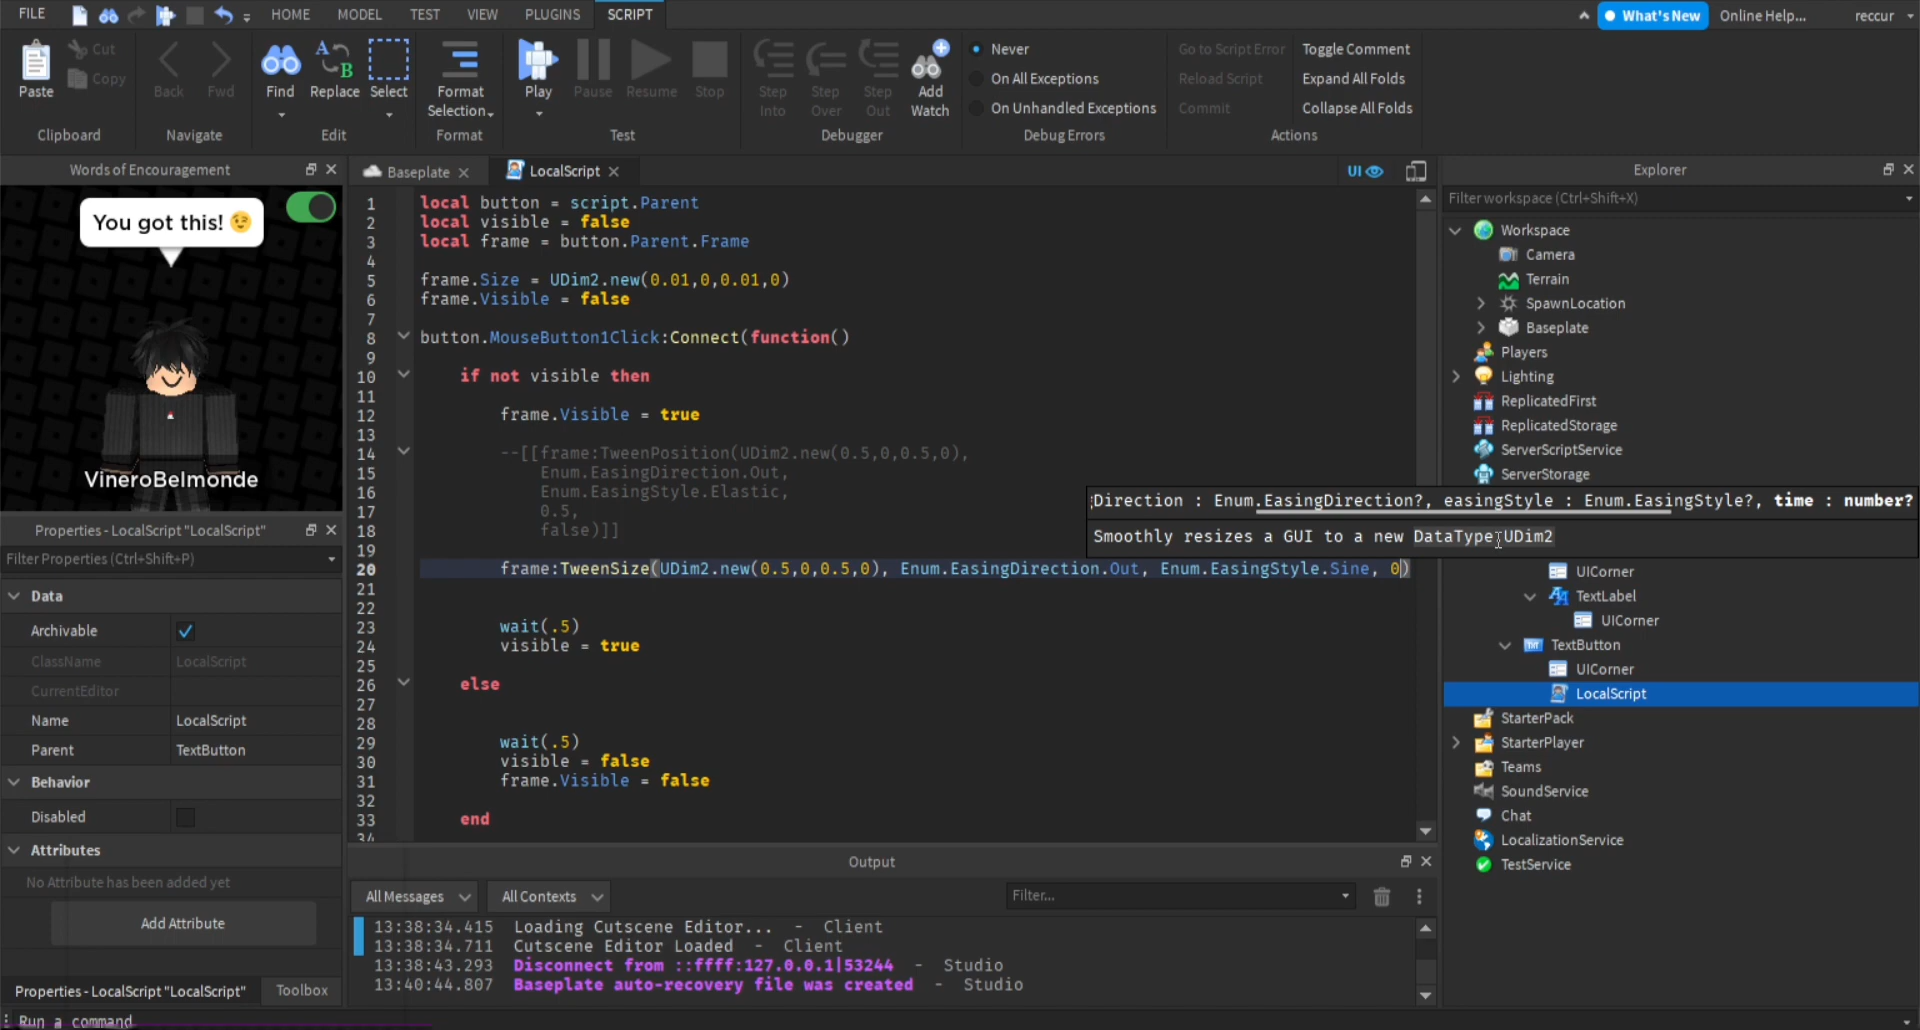 FILE
HOME
MODEL
TEST
VIEW
PLUGINS
SCRIPT
What's New
Online Help...
reccur
Paste
Cut
Copy
Clipboard
Back
Fwd
Navigate
Find
Replace
Select
Edit
Format
Selection
Format
Play
Pause
Resume
Stop
Test
Step
Into
Step
Over
Step
Out
Add
Watch
Debugger
Never
On All Exceptions
On Unhandled Exceptions
Debug Errors
Go to Script Error
Reload Script
Commit
Toggle Comment
Expand All Folds
Collapse All Folds
Actions
Words of Encouragement
You got this! 😉
VineroBelmonde
Properties - LocalScript "LocalScript"
Filter Properties (Ctrl+Shift+P)
Data
Archivable
ClassName LocalScript
CurrentEditor
Name LocalScript
Parent TextButton
Behavior
Disabled
Attributes
No Attribute has been added yet
Add Attribute
Properties - LocalScript "LocalScript"
Toolbox
Run a command
Baseplate
LocalScript
UI
1 local button = script.Parent
2 local visible = false
3 local frame = button.Parent.Frame
4
5 frame.Size = UDim2.new(0.01,0,0.01,0)
6 frame.Visible = false
7
8 button.MouseButton1Click:Connect(function()
9
10 if not visible then
11
12 frame.Visible = true
13
14 --[[frame:TweenPosition(UDim2.new(0.5,0,0.5,0),
15 Enum.EasingDirection.Out,
16 Enum.EasingStyle.Elastic,
17 0.5,
18 false)]]
19
20 frame:TweenSize(UDim2.new(0.5,0,0.5,0), Enum.EasingDirection.Out, Enum.EasingStyle.Sine, 0)
21
22
23 wait(.5)
24 visible = true
25
26 else
27
28
29 wait(.5)
30 visible = false
31 frame.Visible = false
32
33 end
34
Direction : Enum.EasingDirection?, easingStyle : Enum.EasingStyle?, time : number?
Smoothly resizes a GUI to a new DataType UDim2
Output
All Messages
All Contexts
Filter...
13:38:34.415 Loading Cutscene Editor... - Client
13:38:34.711 Cutscene Editor Loaded - Client
13:38:43.293 Disconnect from ::ffff:127.0.0.1|53244 - Studio
13:40:44.807 Baseplate auto-recovery file was created - Studio
Explorer
Filter workspace (Ctrl+Shift+X)
Workspace
Camera
Terrain
SpawnLocation
Baseplate
Players
Lighting
ReplicatedFirst
ReplicatedStorage
ServerScriptService
ServerStorage
UICorner
TextLabel
UICorner
TextButton
UICorner
LocalScript
StarterPack
StarterPlayer
Teams
SoundService
Chat
LocalizationService
TestService